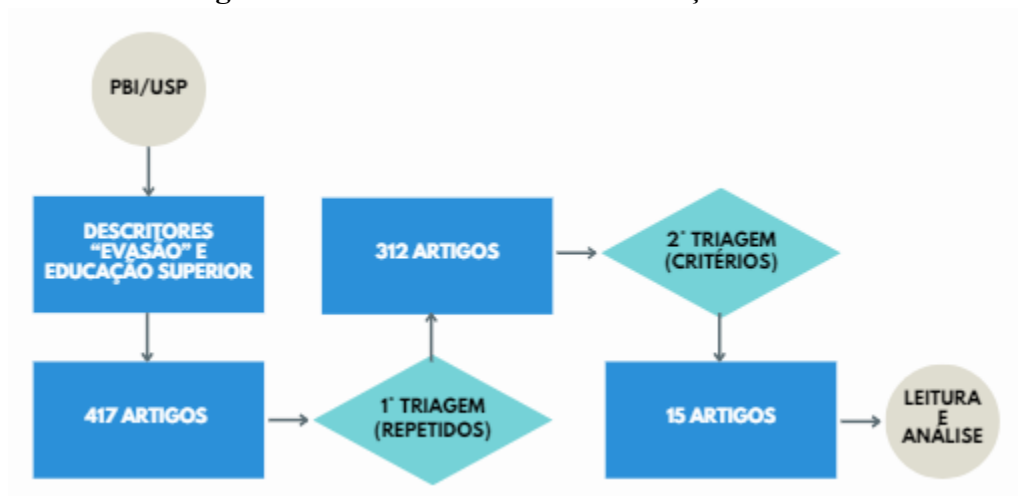 PBI/USP
DESCRITORES
“EVASÃO” E
EDUCAÇÃO SUPERIOR
417 ARTIGOS
1° TRIAGEM
(REPETIDOS)
312 ARTIGOS
2° TRIAGEM
(CRITÉRIOS)
15 ARTIGOS
LEITURA
E
ANÁLISE